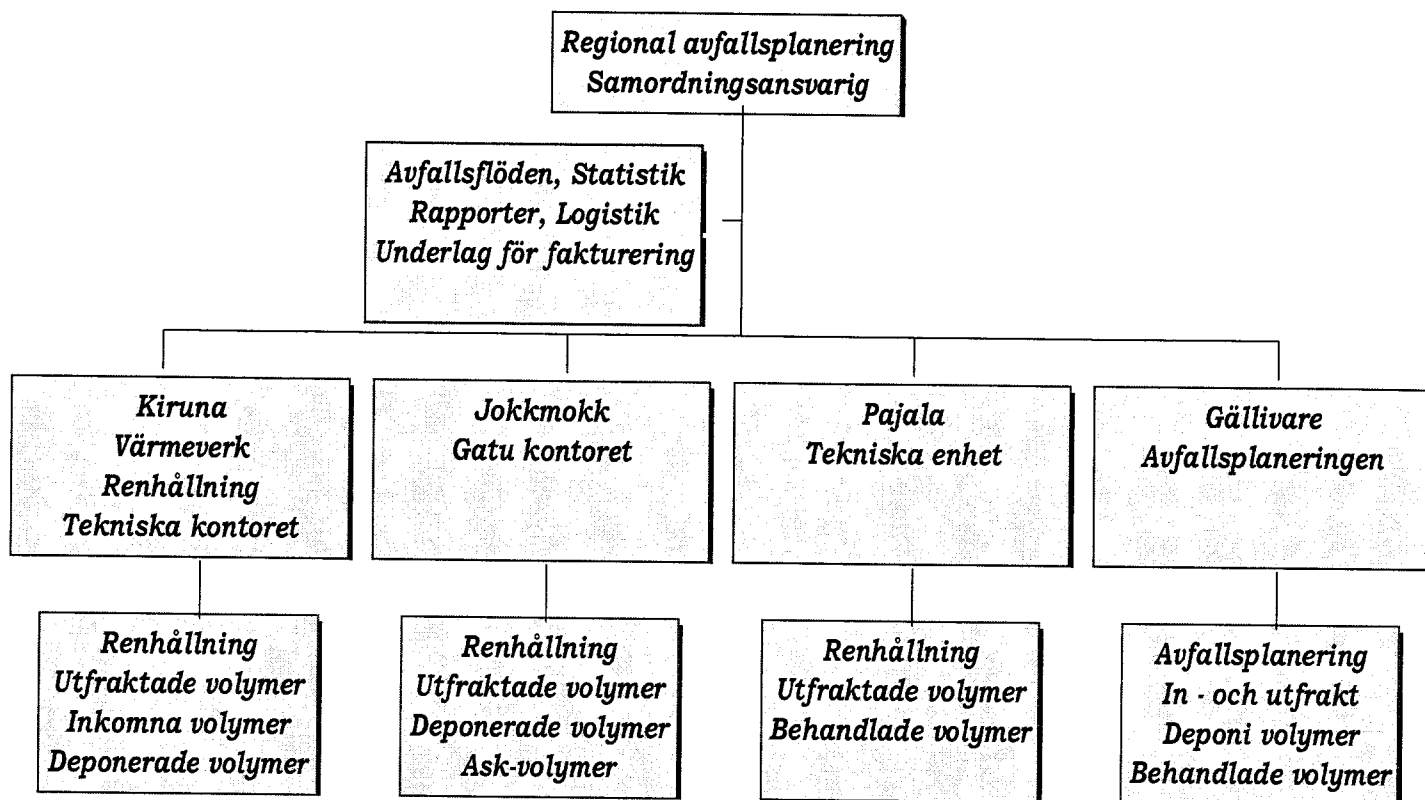 Regional avfallsplanering
Samordningsansvarig
Avfallsflöden, Statistik
Rapporter, Logistik
Underlag för fakturering
Kiruna
Värmeverk
Renhållning
Tekniska kontoret
Jokkmokk
Gatu kontoret
Pajala
Tekniska enhet
Gällivare
Avfallsplaneringen
Renhållning
Utfraktade volymer
Inkomna volymer
Deponerade volymer
Renhållning
Utfraktade volymer
Deponerade volymer
Ask-volymer
Renhållning
Utfraktade volymer
Behandlade volymer
Avfallsplanering
In - och utfrakt
Deponi volymer
Behandlade volymer